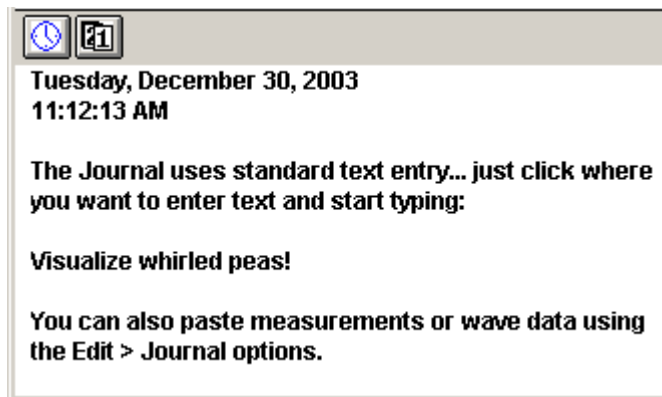 21
Tuesday, December 30, 2003
11:12:13 AM
The Journal uses standard text entry... just click where
you want to enter text and start typing:
Visualize whirled peas!
You can also paste measurements or wave data using
the Edit > Journal options.